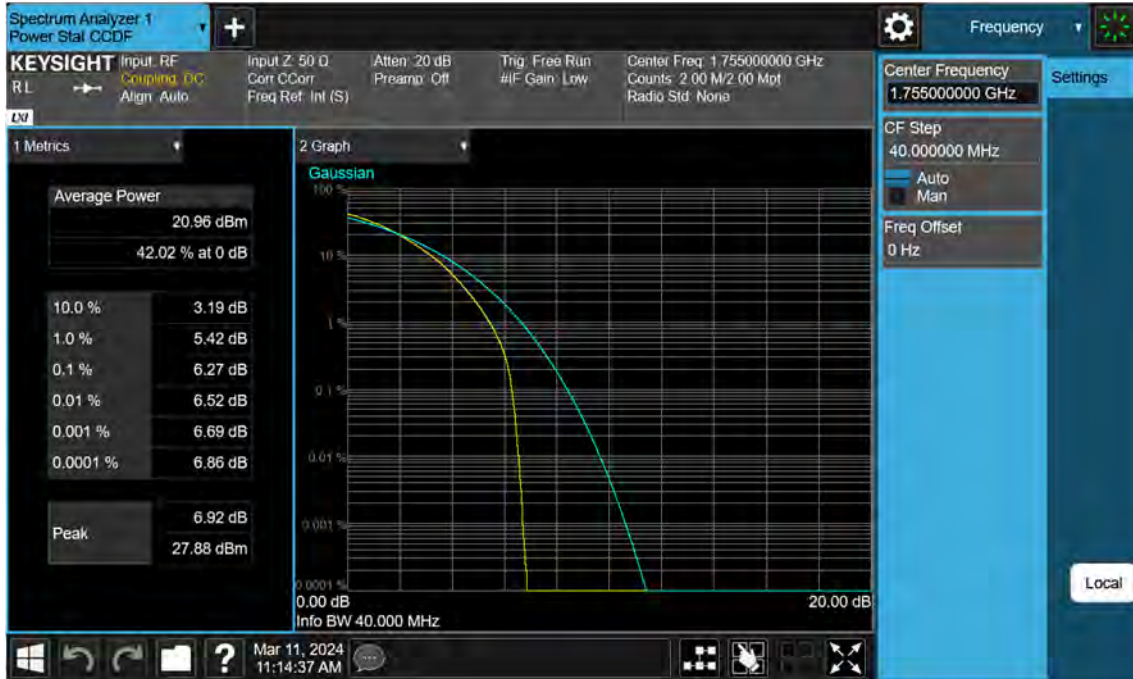 Spectrum Analyzer 1
Power Stat CCDF
+
Frequency
KEYSIGHT
RL
LXI
Input: RF
Coupling: DC
Align: Auto
Input Z: 50 Ω
Corr CCorr
Freq Ref: Int (S)
Atten: 20 dB
Preamp: Off
Trig: Free Run
#IF Gain: Low
Center Freq: 1.755000000 GHz
Counts: 2.00 M/2.00 Mpt
Radio Std: None
Center Frequency
1.755000000 GHz
Settings
CF Step
40.000000 MHz
Auto
Man
Freq Offset
0 Hz
Local
1 Metrics
Average Power
20.96 dBm
42.02 % at 0 dB
10.0 % 3.19 dB
1.0 % 5.42 dB
0.1 % 6.27 dB
0.01 % 6.52 dB
0.001 % 6.69 dB
0.0001 % 6.86 dB
Peak
6.92 dB
27.88 dBm
2 Graph
Gaussian
100 %
10 %
1 %
0.1 %
0.01 %
0.001 %
0.0001 %
0.00 dB 20.00 dB
Info BW 40.000 MHz
?
Mar 11, 2024
11:14:37 AM